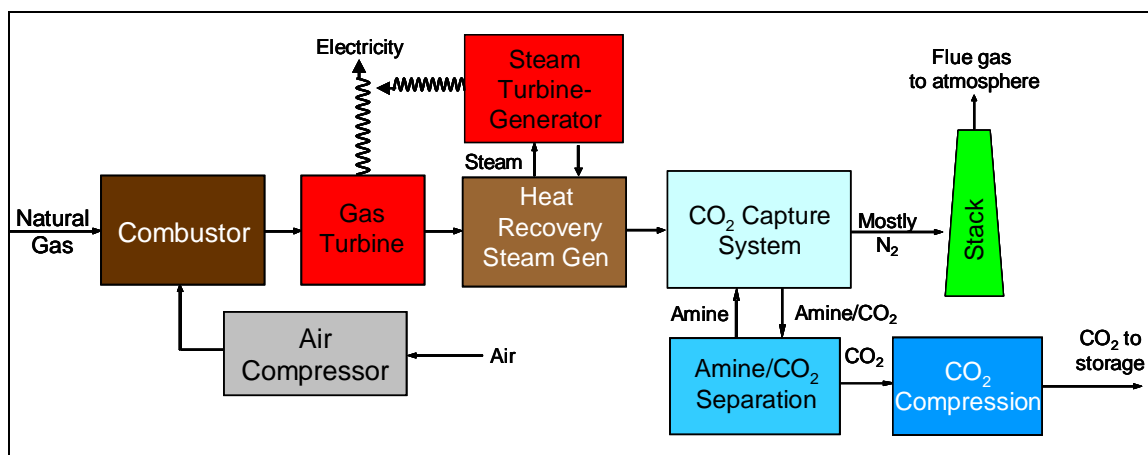 Electricity
Steam
Turbine-
Generator
Flue gas
to atmosphere
Steam
Natural
Gas
Combustor
Gas
Turbine
Heat
Recovery
Steam Gen
CO₂ Capture
System
Mostly
N₂
Stack
Air
Compressor
Air
Amine
Amine/CO₂
Amine/CO₂
Separation
CO₂
CO₂
Compression
CO₂ to
storage